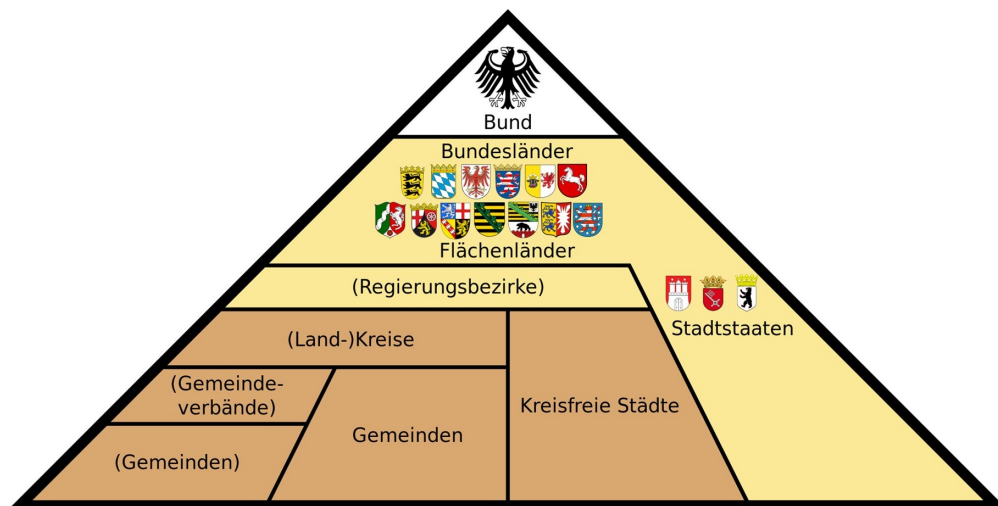 Bund
Bundesländer
Flächenländer
(Regierungsbezirke)
Stadtstaaten
(Land-)Kreise
(Gemeinde-
verbände)
Kreisfreie Städte
Gemeinden
(Gemeinden)